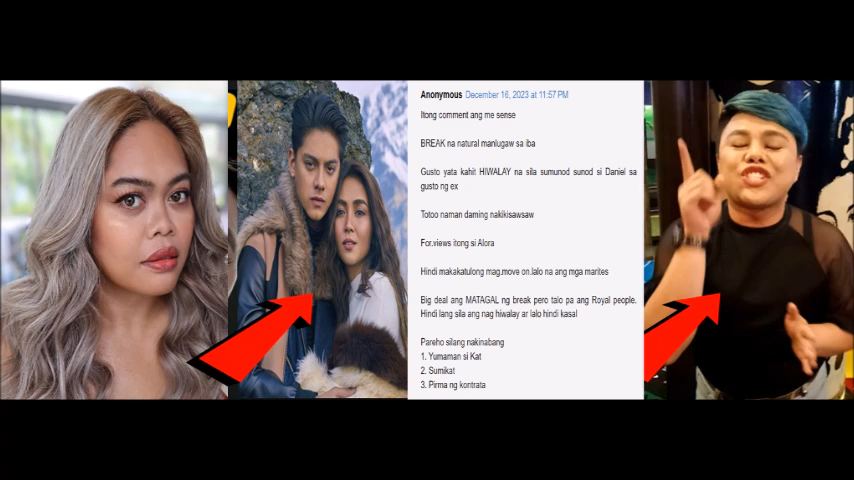 Anonymous December 16, 2023 at 11:57 PM
Itong comment ang me sense
BREAK na natural manlugaw sa iba
Gusto yata kahit HIWALAY na sila sumunod sunod si Daniel sa
gusto ng ex
Totoo naman daming nakikisawsaw
For.views itong si Alora
Hindi makakatulong mag.move on.lalo na ang mga marites
Big deal ang MATAGAL ng break pero talo pa ang Royal people.
Hindi lang sila ang nag hiwalay ar lalo hindi kasal
Pareho silang nakinabang
1. Yumaman si Kat
2. Sumikat
3. Pirma ng kontrata